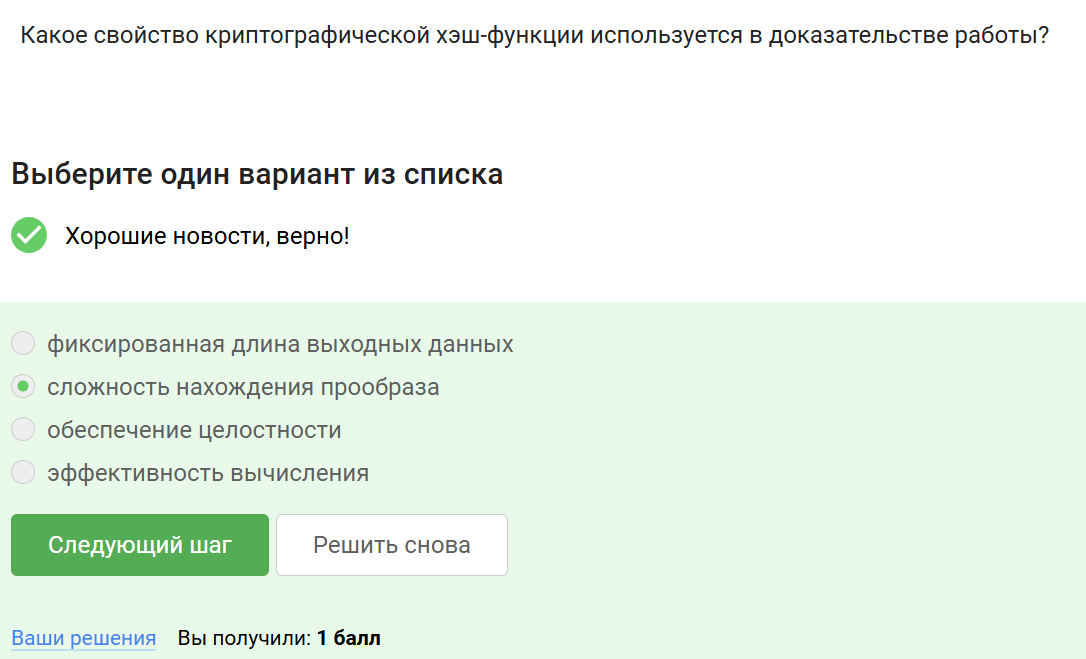 Какое свойство криптографической хэш-функции используется в доказательстве работы?
Выберите один вариант из списка
Хорошие новости, верно!
фиксированная длина выходных данных
сложность нахождения прообраза
обеспечение целостности
эффективность вычисления
Следующий шаг Решить снова
Ваши решения Вы получили: 1 балл